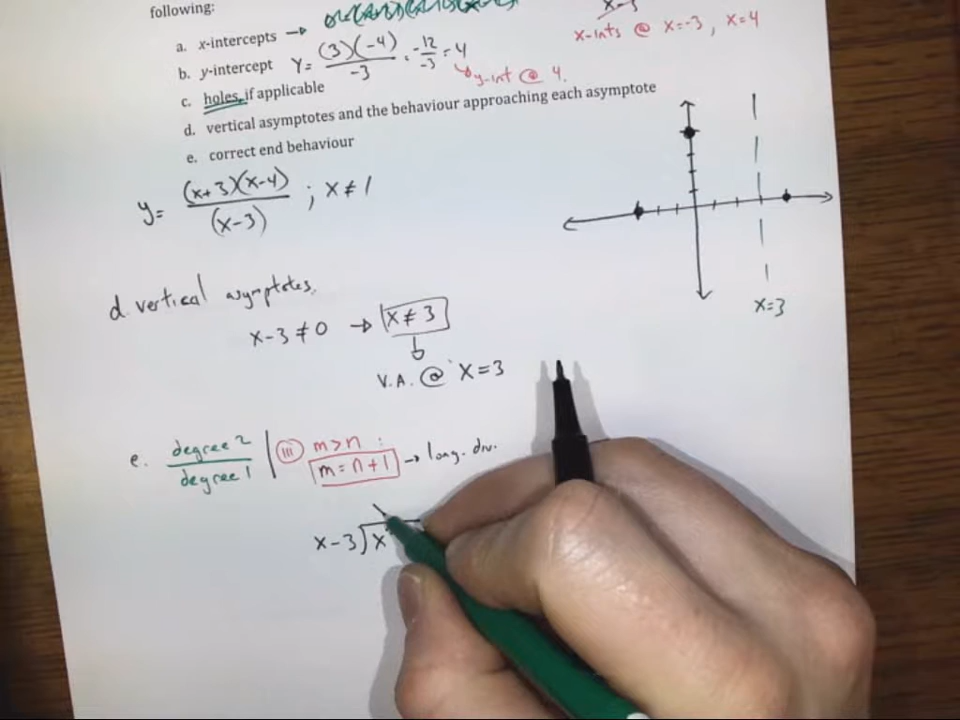 following:
a. x-intercepts →
x-ints @ x=-3, x=4
b. y-intercept y= (3)(-4)/-3 = -12/-3 = 4
y-int @ 4.
c. holes, if applicable
d. vertical asymptotes and the behaviour approaching each asymptote
e. correct end behaviour
y= (x+3)(x-4)/(x-3) ; x≠1
x=3
d. vertical asymptotes.
x-3≠0 → x≠3
V.A. @ x=3
e. degree 2/degree 1 | iii m>n :
m=n+1 → long. div.
x-3